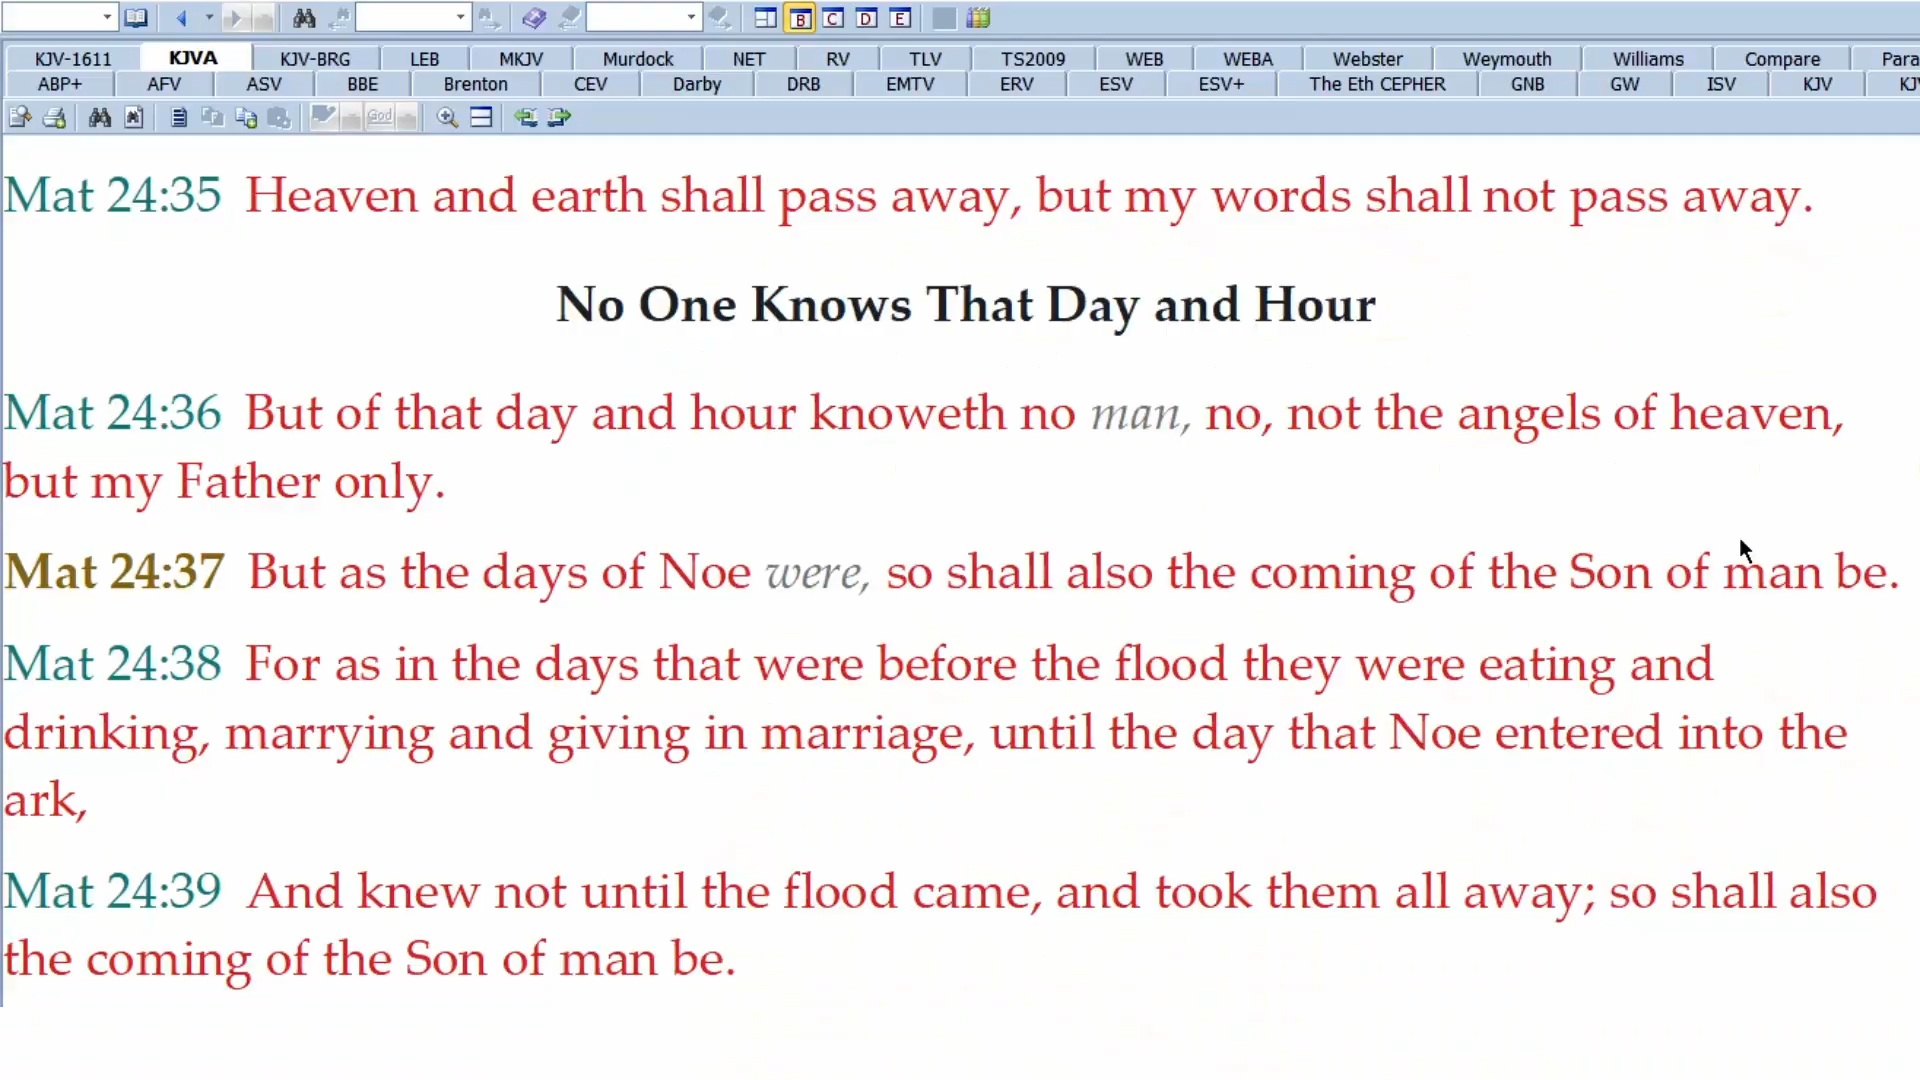 B C D E
KJV-1611 KJVA KJV-BRG LEB MKJV Murdock NET RV TLV TS2009 WEB WEBA Webster Weymouth Williams Compare Para
ABP+ AFV ASV BBE Brenton CEV Darby DRB EMTV ERV ESV ESV+ The Eth CEPHER GNB GW ISV KJV KJV
God
Mat 24:35 Heaven and earth shall pass away, but my words shall not pass away.
No One Knows That Day and Hour
Mat 24:36 But of that day and hour knoweth no man, no, not the angels of heaven,
but my Father only.
Mat 24:37 But as the days of Noe were, so shall also the coming of the Son of man be.
Mat 24:38 For as in the days that were before the flood they were eating and
drinking, marrying and giving in marriage, until the day that Noe entered into the
ark,
Mat 24:39 And knew not until the flood came, and took them all away; so shall also
the coming of the Son of man be.